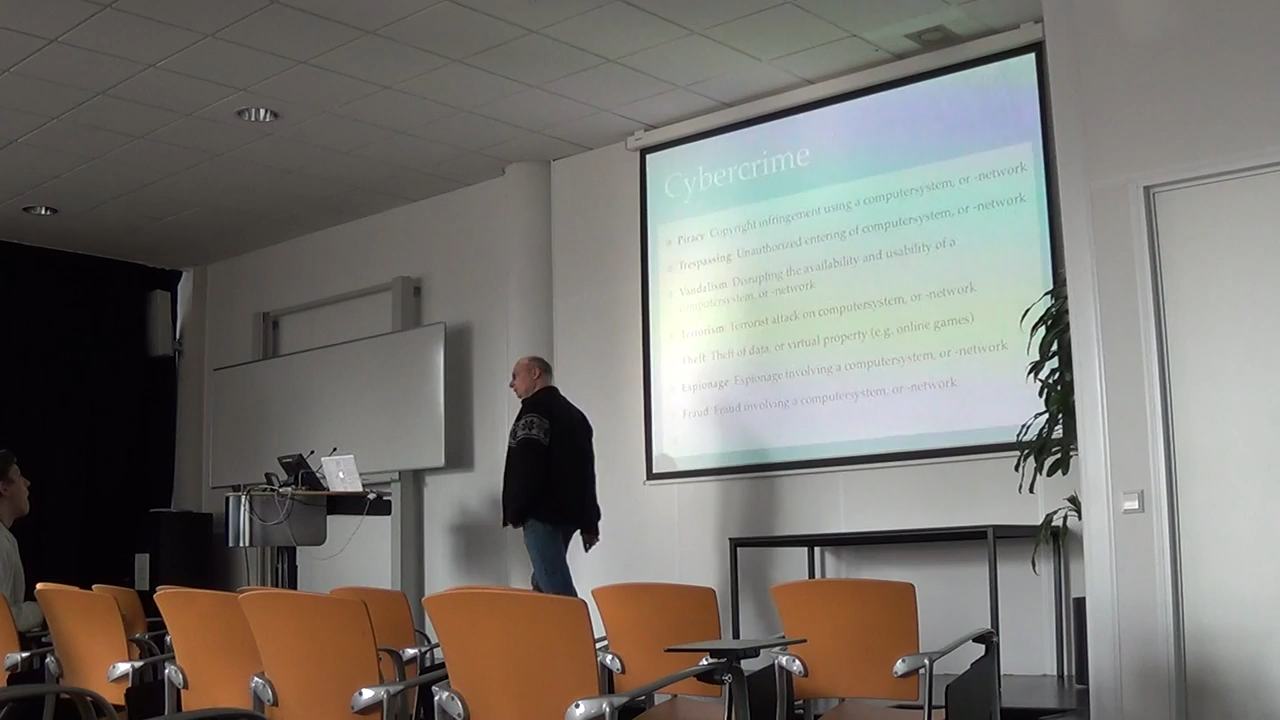 Cybercrime
Piracy: Copyright infringement using a computersystem, or -network
Trespassing: Unauthorized entering of computersystem, or -network
Vandalism: Disrupting the availability and usability of a
computersystem, or -network
Terrorism: Terrorist attack on computersystem, or -network
Theft: Theft of data, or virtual property (e.g. online games)
Espionage: Espionage involving a computersystem, or -network
Fraud: Fraud involving a computersystem, or -network